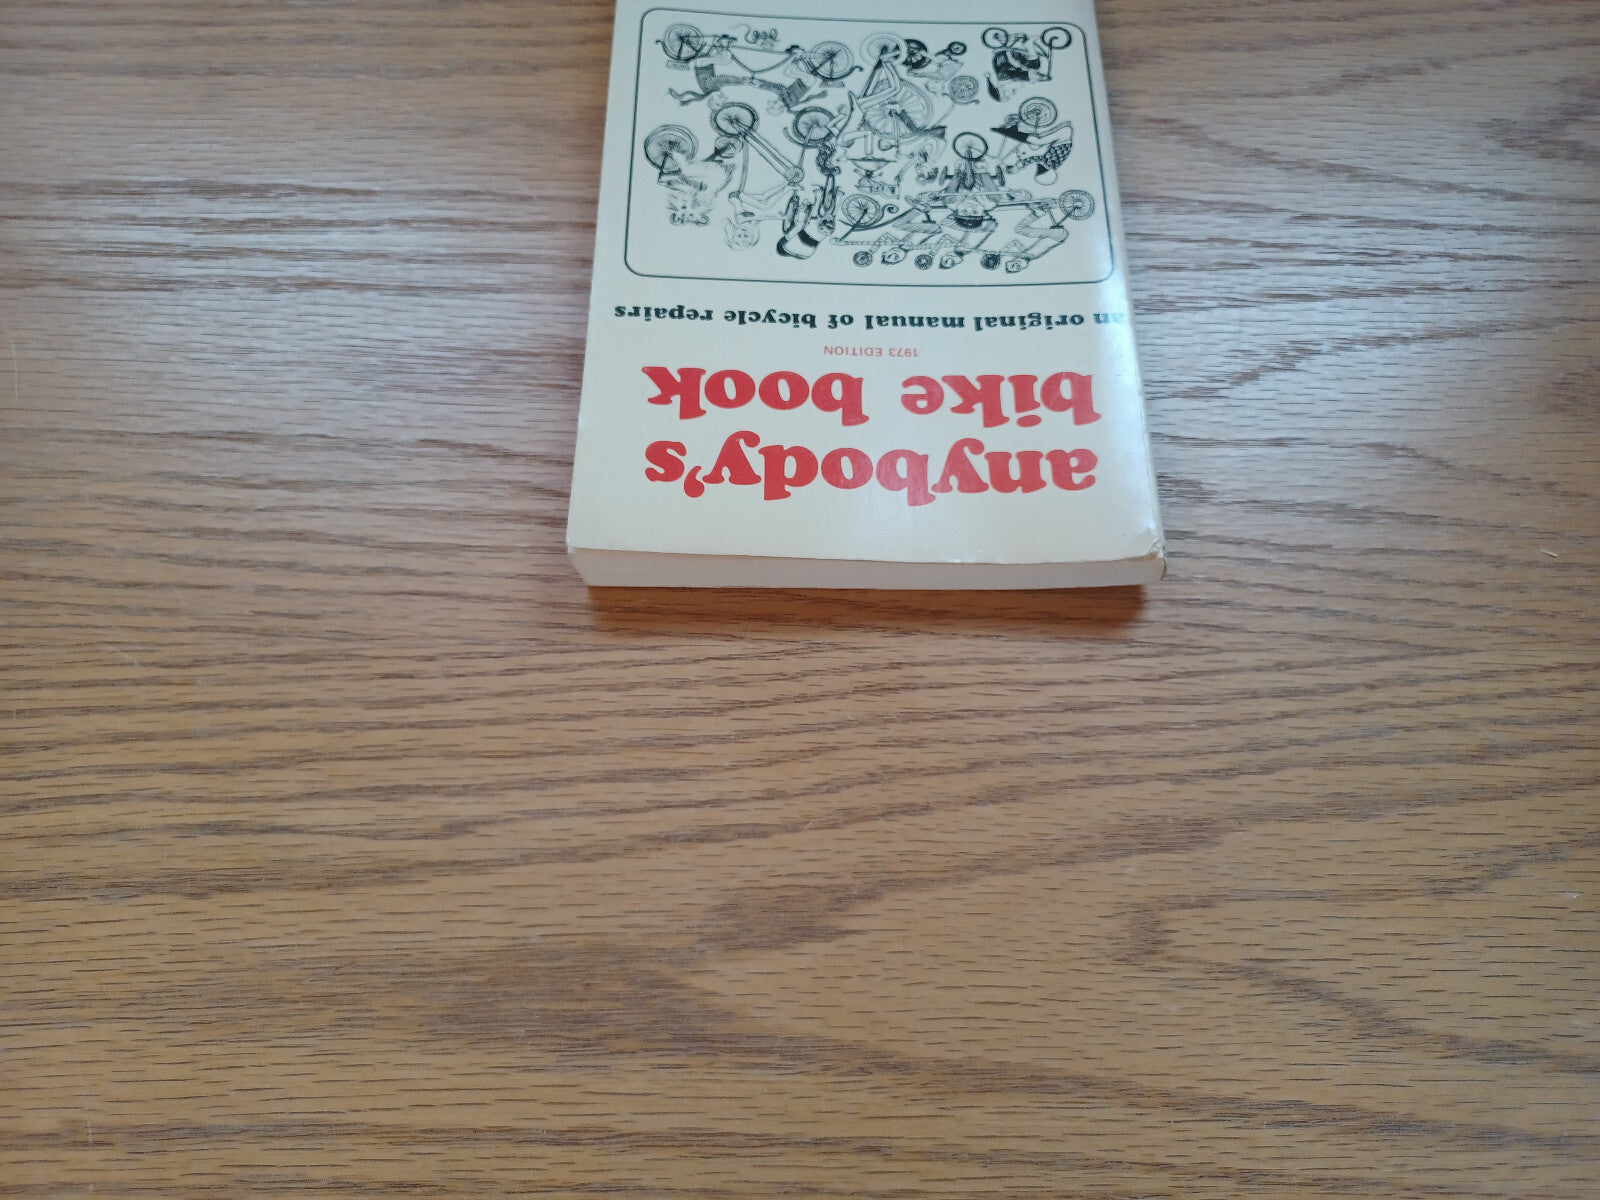 anybody's
bike book
1973 EDITION
an original manual of bicycle repairs